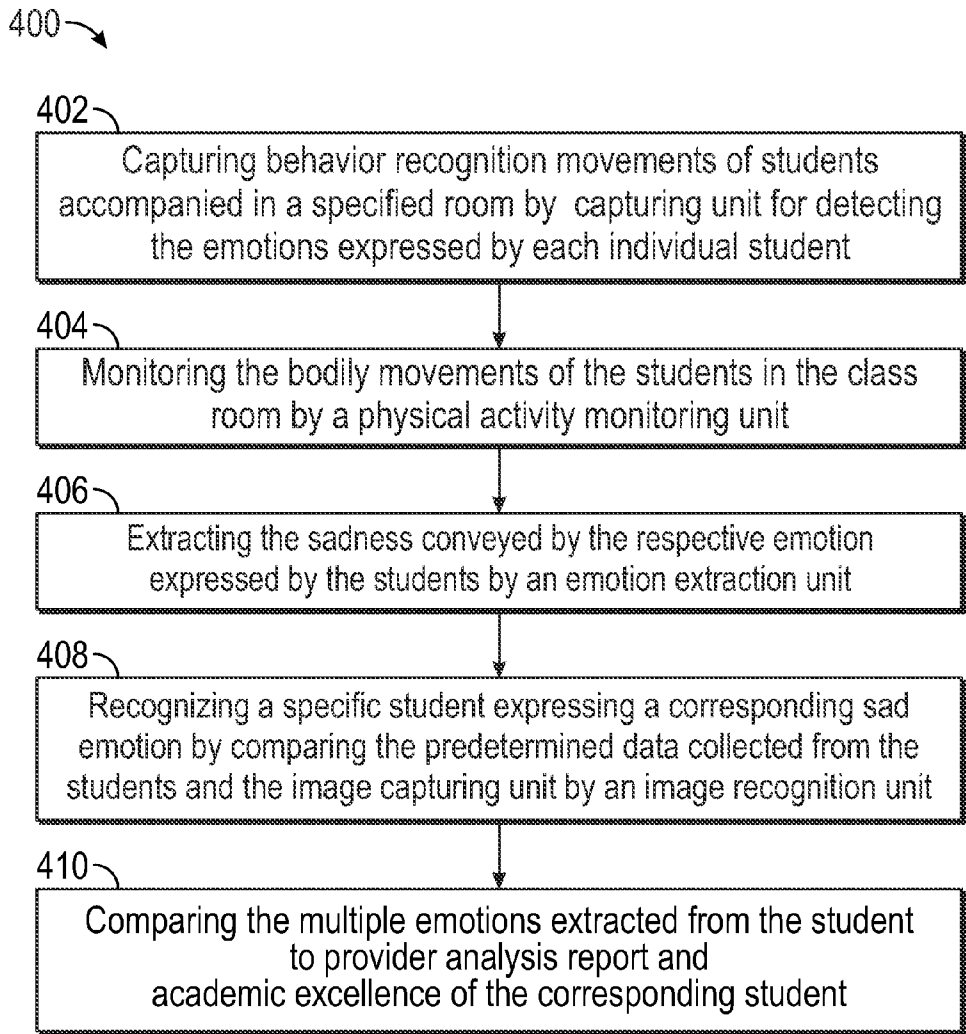 400
402
Capturing behavior recognition movements of students
accompanied in a specified room by capturing unit for detecting
the emotions expressed by each individual student
404
Monitoring the bodily movements of the students in the class
room by a physical activity monitoring unit
406
Extracting the sadness conveyed by the respective emotion
expressed by the students by an emotion extraction unit
408
Recognizing a specific student expressing a corresponding sad
emotion by comparing the predetermined data collected from the
students and the image capturing unit by an image recognition unit
410
Comparing the multiple emotions extracted from the student
to provider analysis report and
academic excellence of the corresponding student